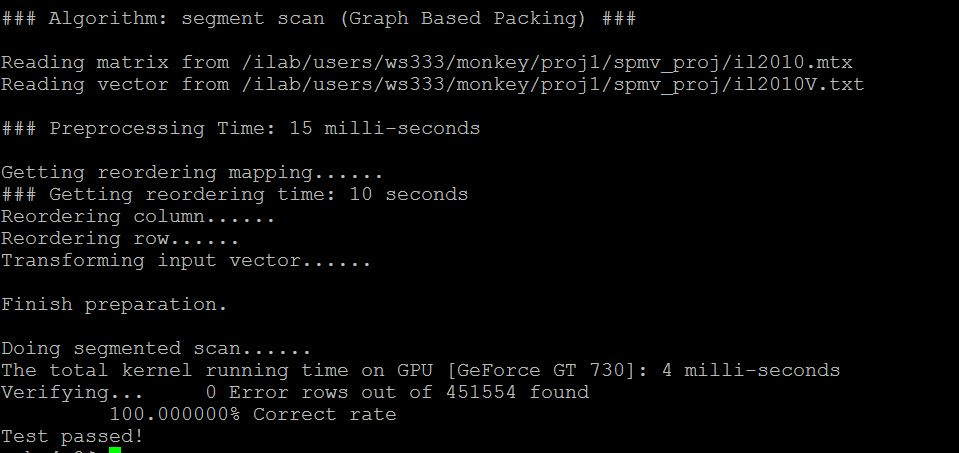 ### Algorithm: segment scan (Graph Based Packing) ###
Reading matrix from /ilab/users/ws333/monkey/proj1/spmv_proj/il2010.mtx
Reading vector from /ilab/users/ws333/monkey/proj1/spmv_proj/il2010V.txt
### Preprocessing Time: 15 milli-seconds
Getting reordering mapping......
### Getting reordering time: 10 seconds
Reordering column......
Reordering row......
Transforming input vector......
Finish preparation.
Doing segmented scan......
The total kernel running time on GPU [GeForce GT 730]: 4 milli-seconds
Verifying... 0 Error rows out of 451554 found
100.000000% Correct rate
Test passed!